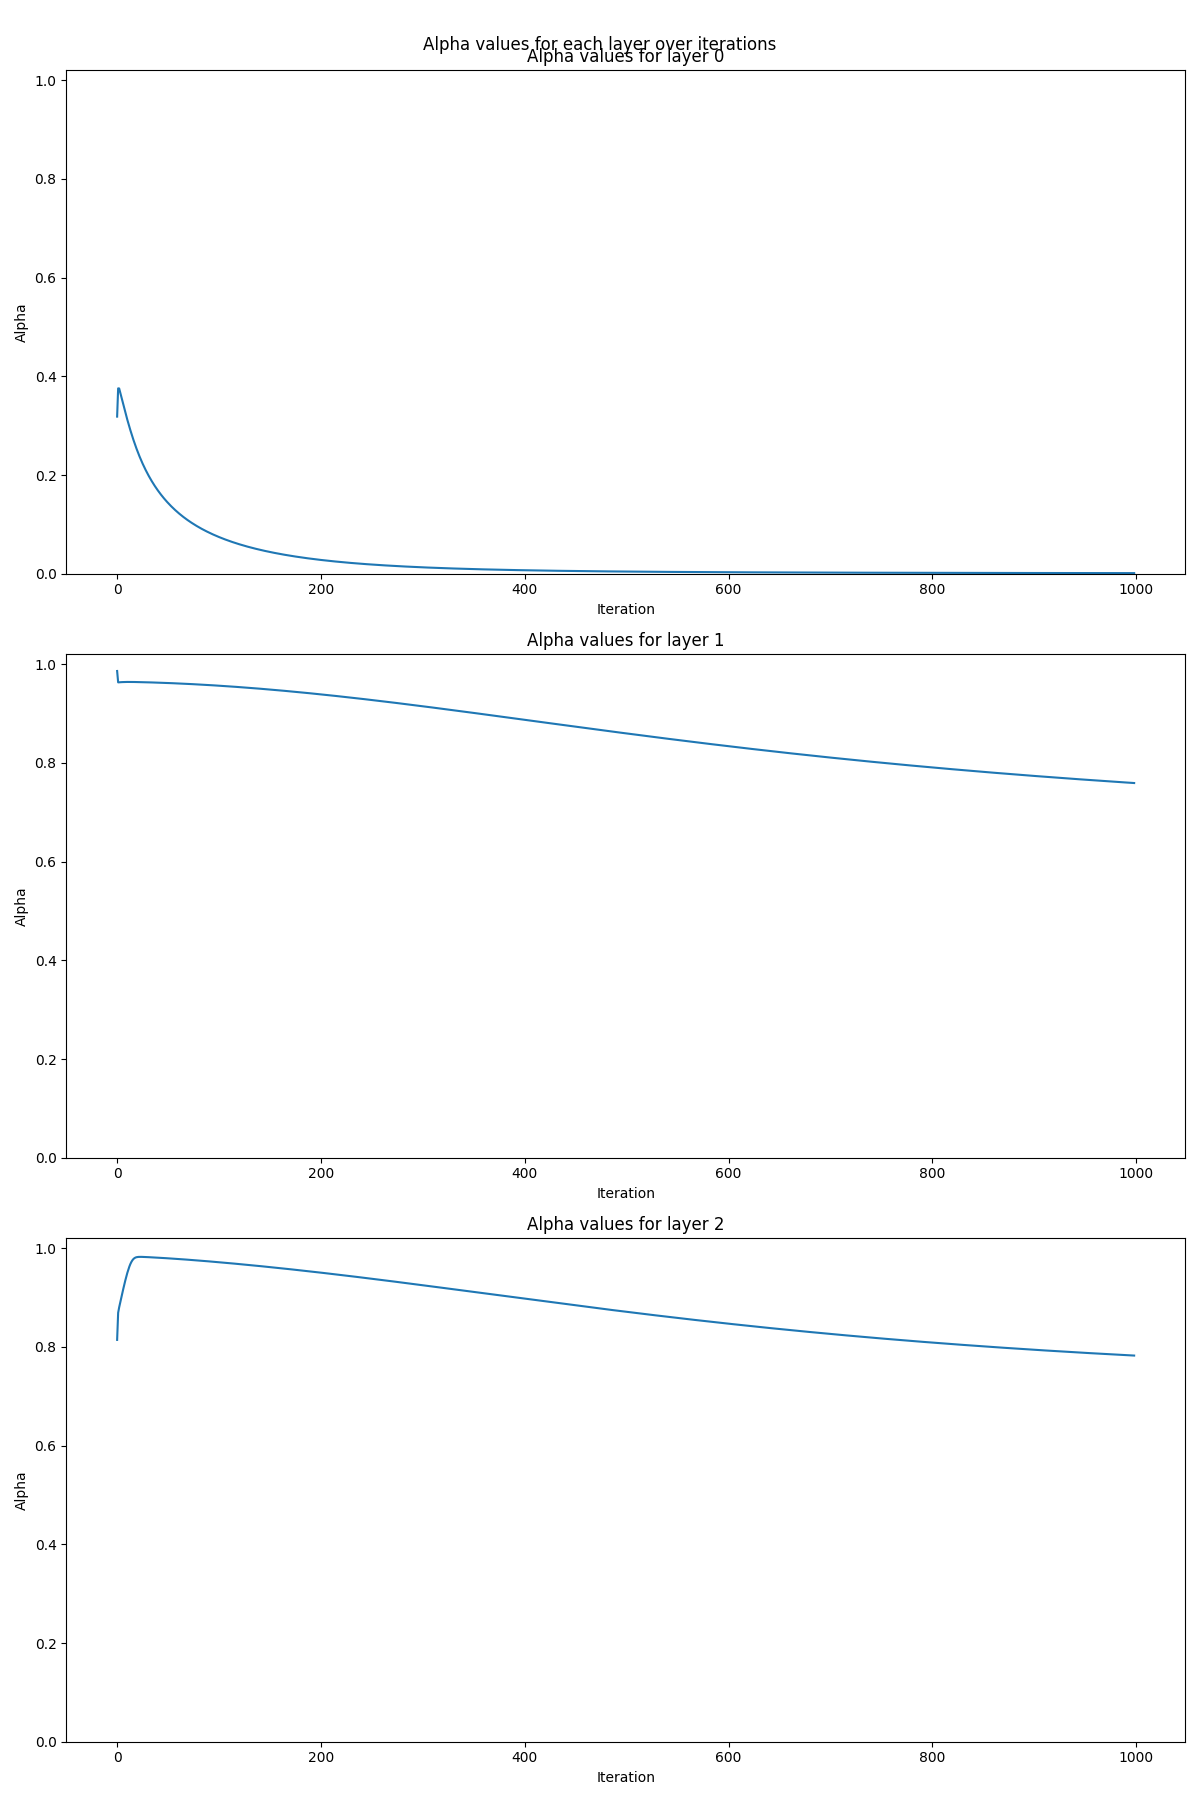 Alpha values for each layer over iterations
Alpha values for layer 0
1.0
0.8
0.6
0.4
0.2
0.0
Alpha
0 200 400 600 800 1000
Iteration
Alpha values for layer 1
1.0
0.8
0.6
0.4
0.2
0.0
Alpha
0 200 400 600 800 1000
Iteration
Alpha values for layer 2
1.0
0.8
0.6
0.4
0.2
0.0
Alpha
0 200 400 600 800 1000
Iteration